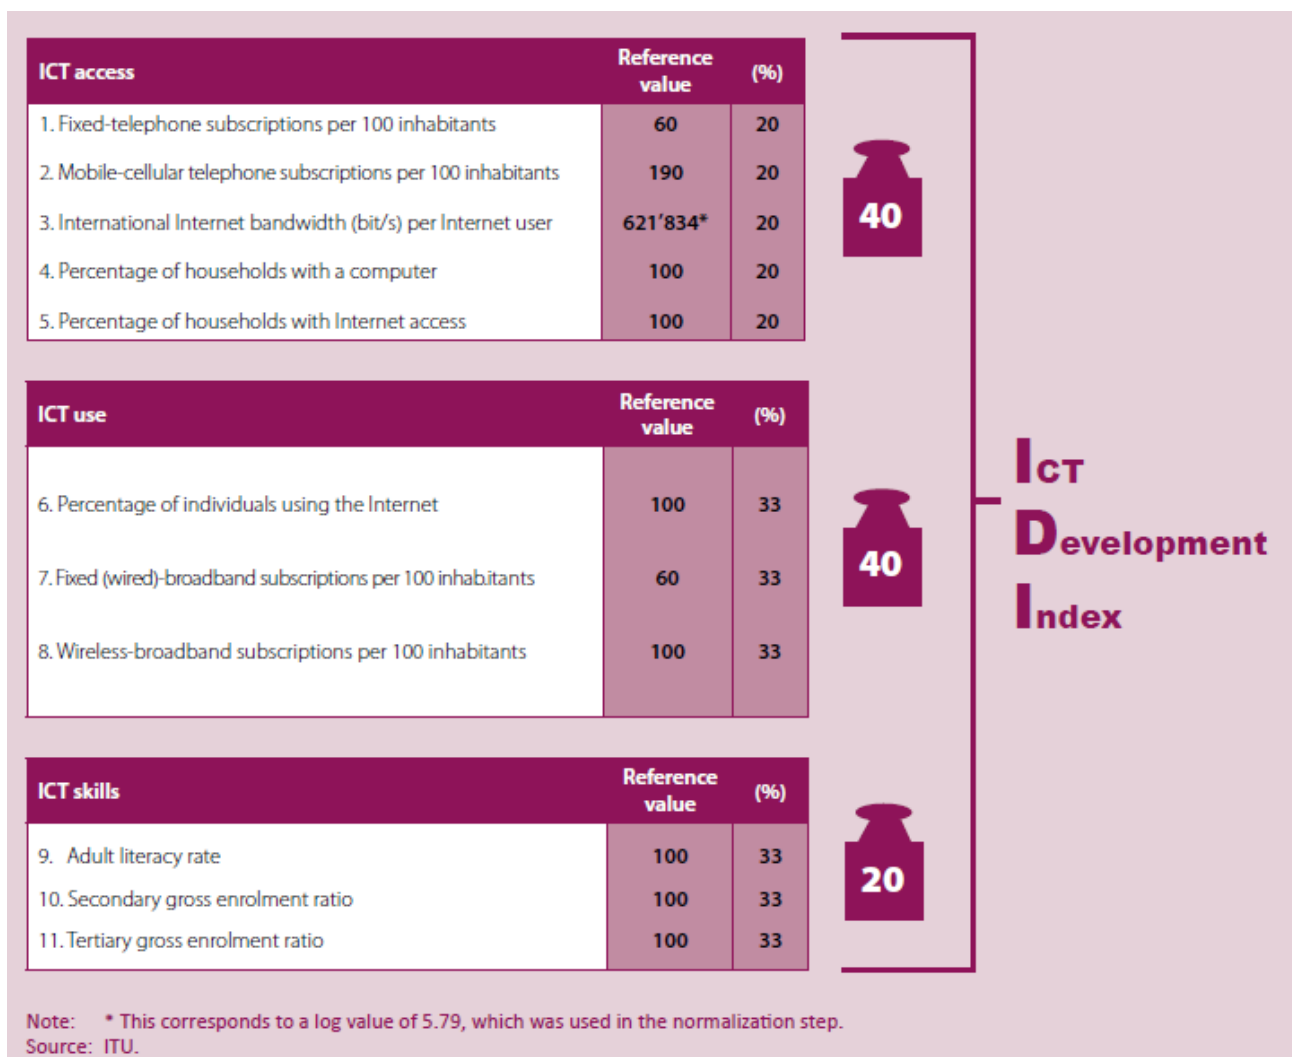 ICT access Reference value (%)
1. Fixed-telephone subscriptions per 100 inhabitants 60 20
2. Mobile-cellular telephone subscriptions per 100 inhabitants 190 20
3. International Internet bandwidth (bit/s) per Internet user 621’834* 20
4. Percentage of households with a computer 100 20
5. Percentage of households with Internet access 100 20
40
ICT use Reference value (%)
6. Percentage of individuals using the Internet 100 33
7. Fixed (wired)-broadband subscriptions per 100 inhab.itants 60 33
8. Wireless-broadband subscriptions per 100 inhabitants 100 33
40
ICT skills Reference value (%)
9. Adult literacy rate 100 33
10. Secondary gross enrolment ratio 100 33
11. Tertiary gross enrolment ratio 100 33
20
ICT
Development
Index
Note: * This corresponds to a log value of 5.79, which was used in the normalization step.
Source: ITU.